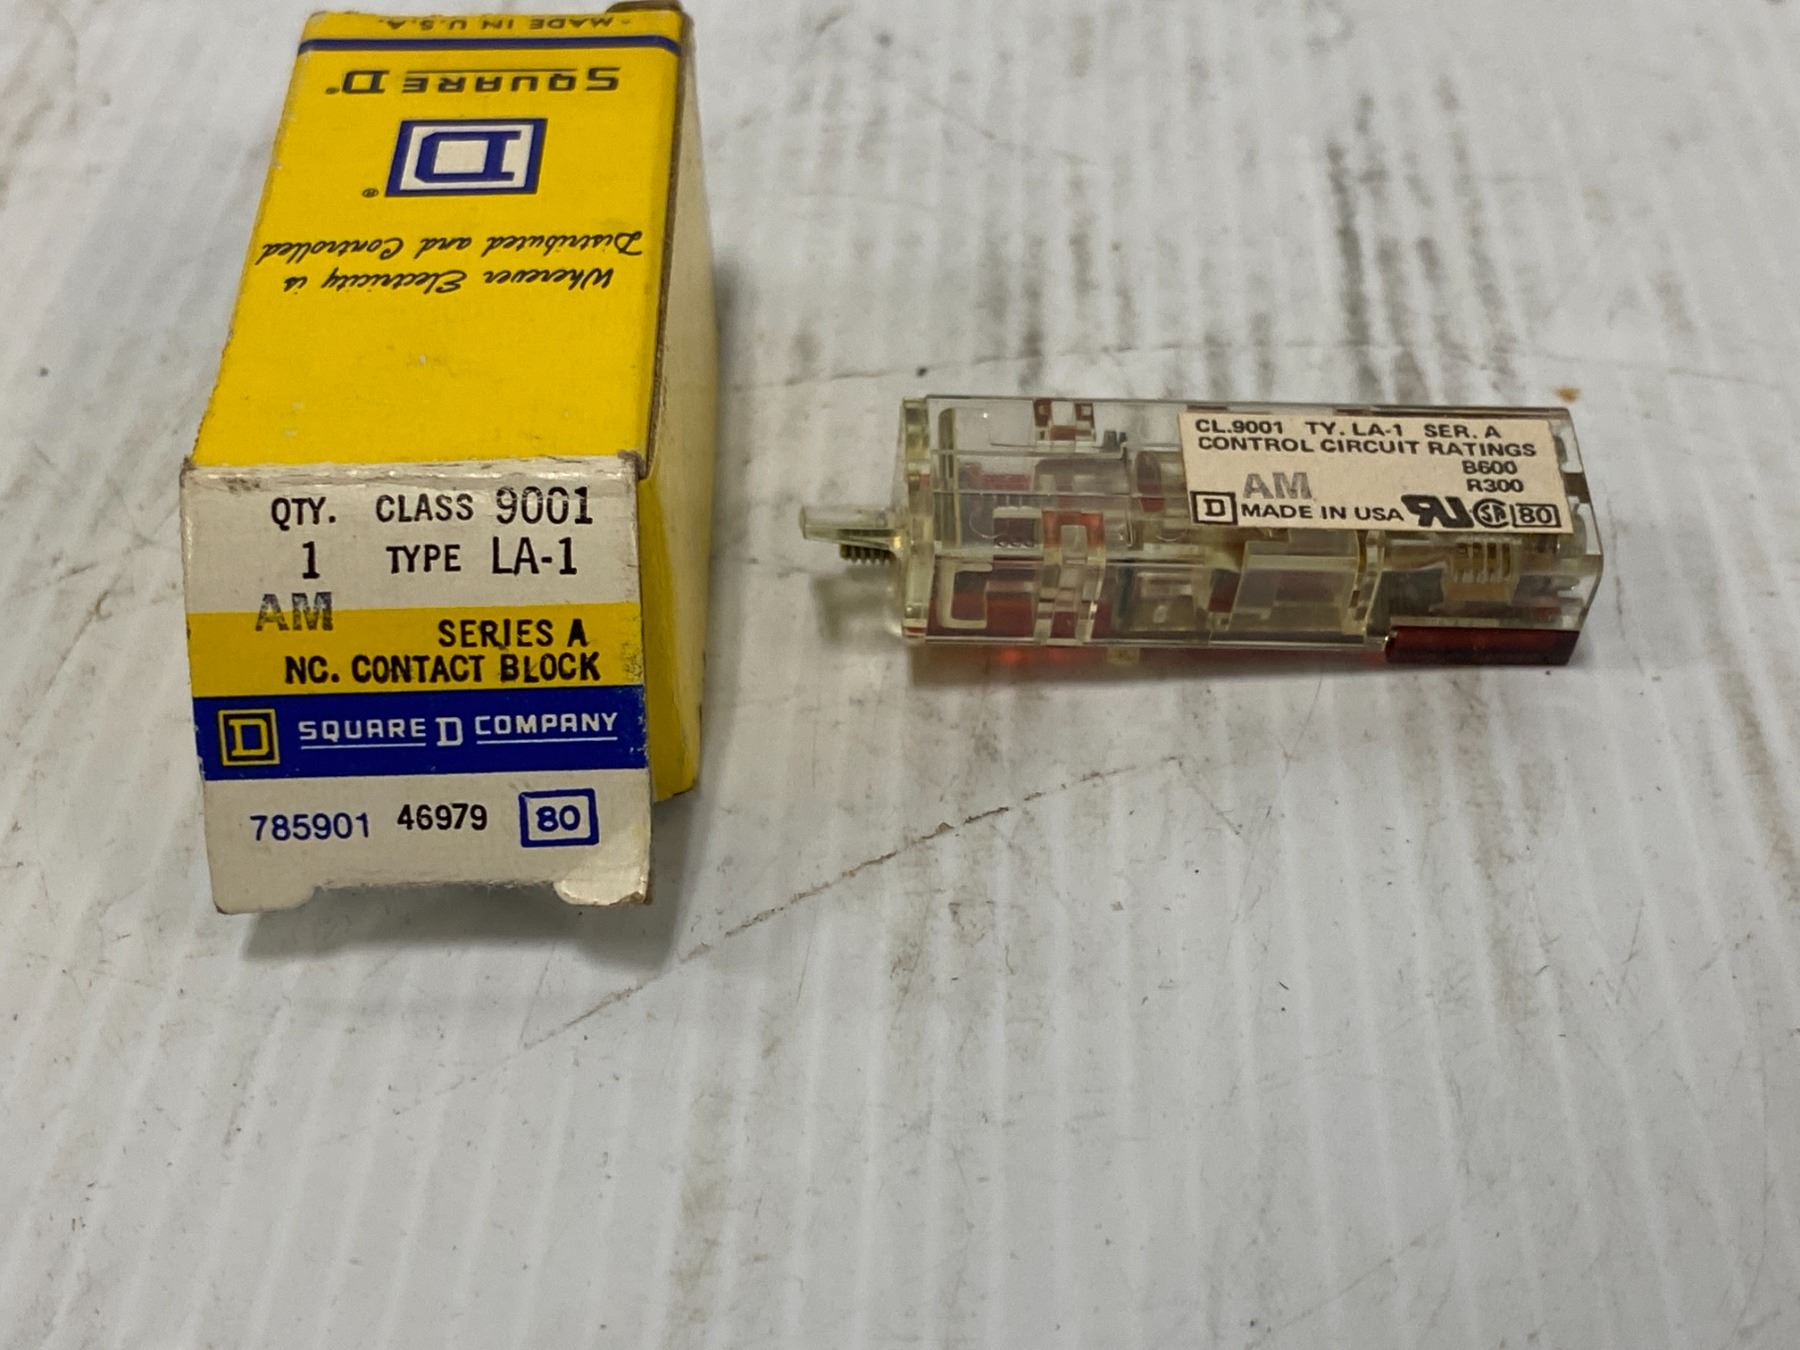 - MADE IN U.S.A.
SQUARE D®
D®
Wherever Electricity is
Distributed and Controlled
QTY. CLASS 9001
1 TYPE LA-1
AM
SERIES A
NC. CONTACT BLOCK
D SQUARE D COMPANY
785901 46979 80
CL.9001 TY. LA-1 SER. A
CONTROL CIRCUIT RATINGS
B600
AM R300
D MADE IN USA RU SA 80